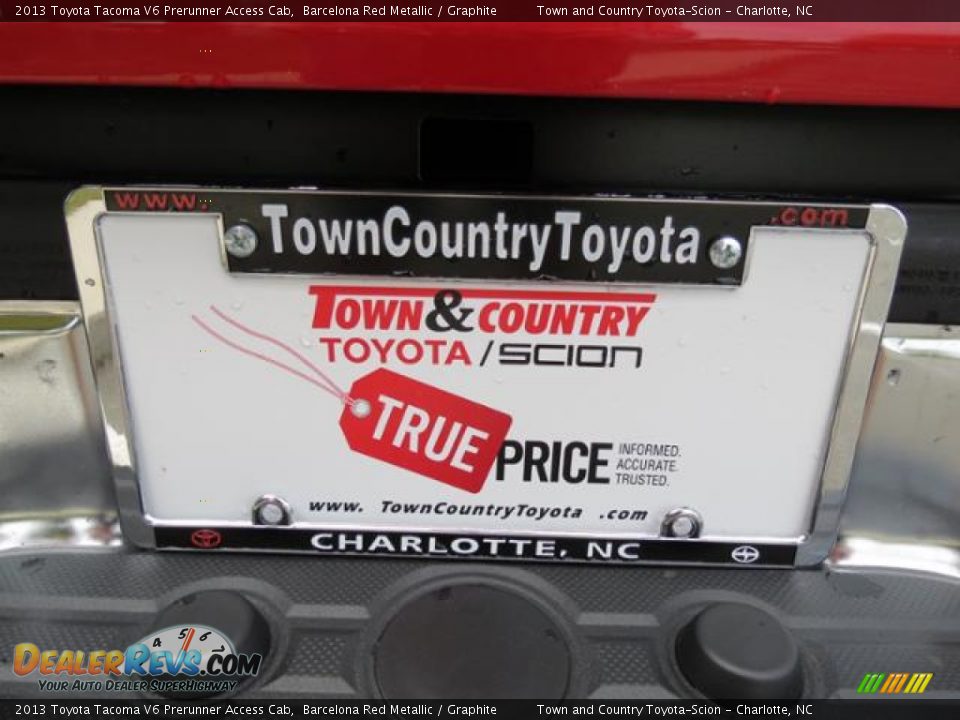 2013 Toyota Tacoma V6 Prerunner Access Cab, Barcelona Red Metallic / Graphite Town and Country Toyota-Scion - Charlotte, NC
www. TownCountryToyota .com
TOWN & COUNTRY
TOYOTA / SCION
TRUE PRICE
INFORMED.
ACCURATE.
TRUSTED.
www. TownCountryToyota .com
CHARLOTTE, NC
4 5 6
DealerRevs.com
Your Auto Dealer SuperHighway
2013 Toyota Tacoma V6 Prerunner Access Cab, Barcelona Red Metallic / Graphite Town and Country Toyota-Scion - Charlotte, NC